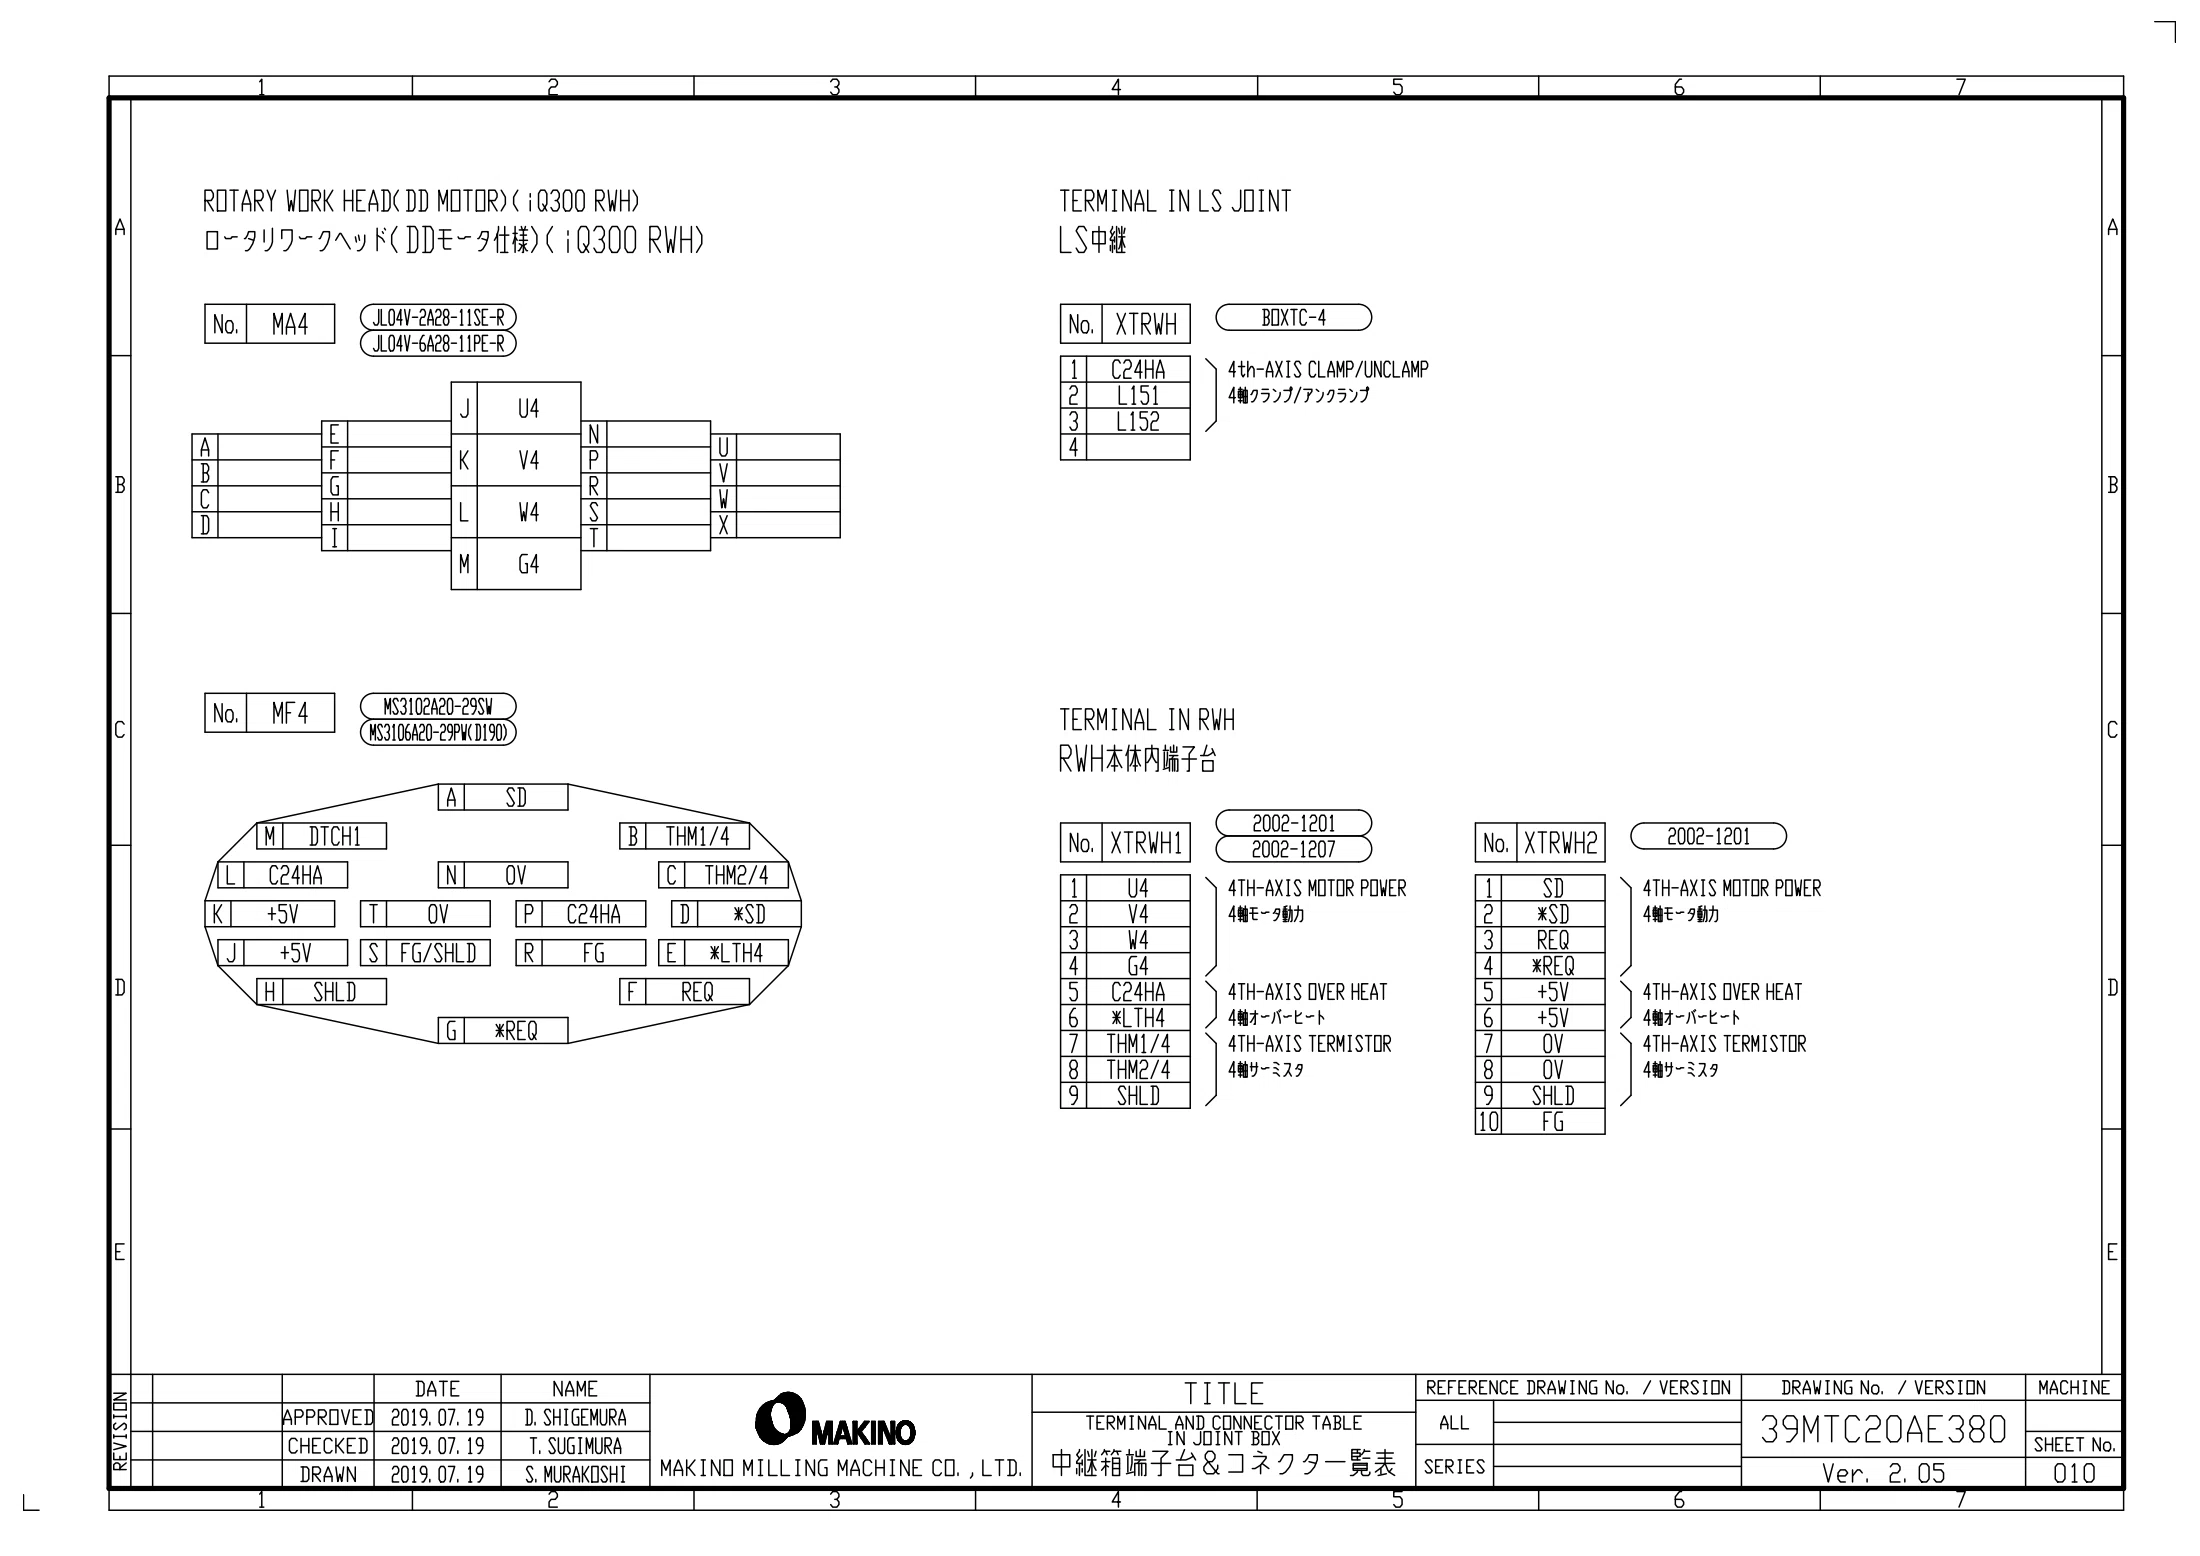 1 2 3 4 5 6 7
A A
B B
C C
D D
E E
ROTARY WORK HEAD(DD MOTOR)(iQ300 RWH)
ロータリワークヘッド(DDモータ仕様)(iQ300 RWH)
No. MA4
JL04V-2A28-11SE-R
JL04V-6A28-11PE-R
A
B
C
D
E
F
G
H
I
J U4
K V4
L W4
M G4
N
P
R
S
T
U
V
W
X
No. MF4
MS3102A20-29SW
MS3106A20-29PW(D190)
A SD
M DTCH1 B THM1/4
L C24HA N 0V C THM2/4
K +5V T 0V P C24HA D *SD
J +5V S FG/SHLD R FG E *LTH4
H SHLD F REQ
G *REQ
TERMINAL IN LS JOINT
LS中継
No. XTRWH
BOXTC-4
1 C24HA
2 L151
3 L152
4
4th-AXIS CLAMP/UNCLAMP
4軸クランプ/アンクランプ
TERMINAL IN RWH
RWH本体内端子台
No. XTRWH1
2002-1201
2002-1207
1 U4
2 V4
3 W4
4 G4
5 C24HA
6 *LTH4
7 THM1/4
8 THM2/4
9 SHLD
4TH-AXIS MOTOR POWER
4軸モータ動力
4TH-AXIS OVER HEAT
4軸オーバーヒート
4TH-AXIS TERMISTOR
4軸サーミスタ
No. XTRWH2
2002-1201
1 SD
2 *SD
3 REQ
4 *REQ
5 +5V
6 +5V
7 0V
8 0V
9 SHLD
10 FG
4TH-AXIS MOTOR POWER
4軸モータ動力
4TH-AXIS OVER HEAT
4軸オーバーヒート
4TH-AXIS TERMISTOR
4軸サーミスタ
REVISION
DATE NAME
APPROVED 2019.07.19 D. SHIGEMURA
CHECKED 2019.07.19 T. SUGIMURA
DRAWN 2019.07.19 S. MURAKOSHI
MAKINO
MAKINO MILLING MACHINE CO.,LTD.
TITLE
TERMINAL AND CONNECTOR TABLE
IN JOINT BOX
中継箱端子台&コネクタ一覧表
REFERENCE DRAWING No. / VERSION
ALL
SERIES
DRAWING No. / VERSION
39MTC20AE380
Ver. 2.05
MACHINE
SHEET No.
010
1 2 3 4 5 6 7